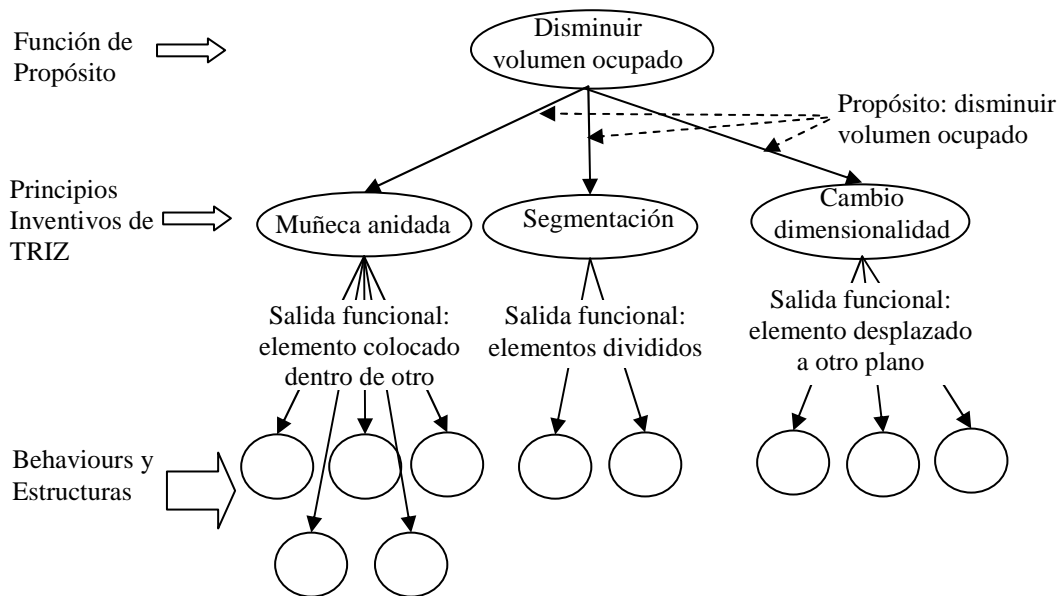 Función de
Propósito
Disminuir
volumen ocupado
Propósito: disminuir
volumen ocupado
Principios
Inventivos de
TRIZ
Muñeca anidada
Segmentación
Cambio
dimensionalidad
Salida funcional:
elemento colocado
dentro de otro
Salida funcional:
elementos divididos
Salida funcional:
elemento desplazado
a otro plano
Behaviours y
Estructuras